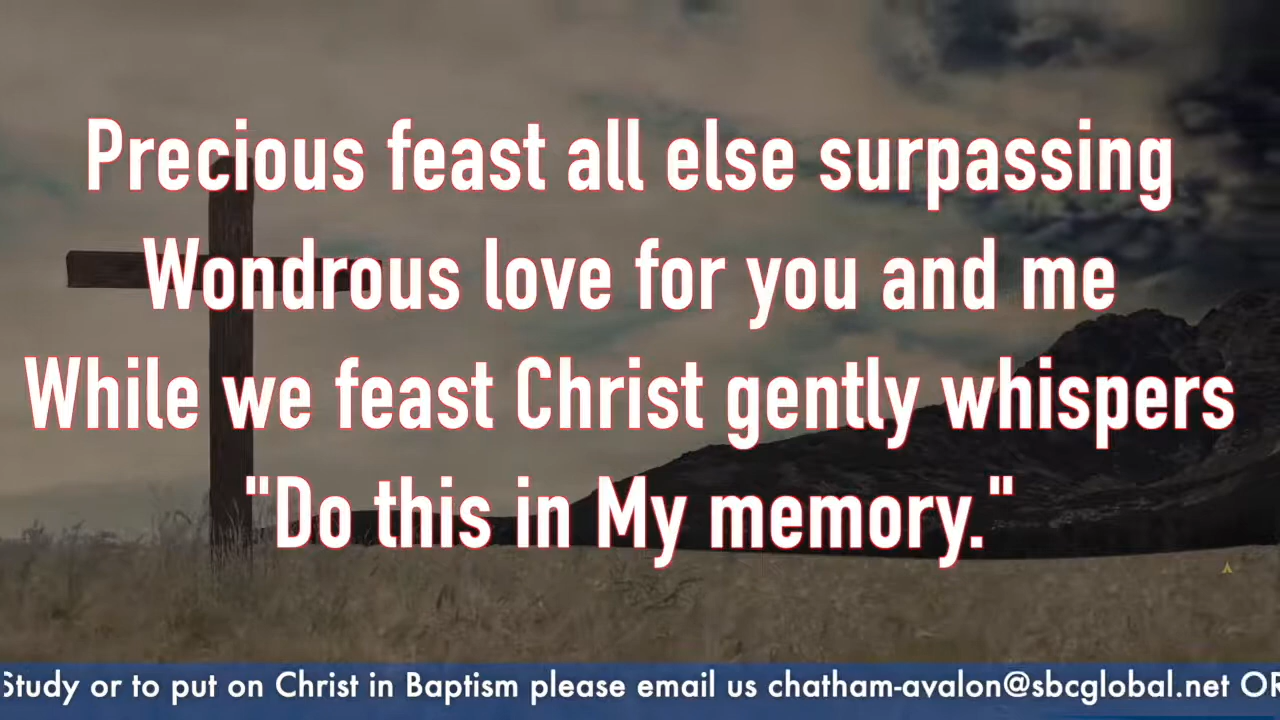 Precious feast all else surpassing
Wondrous love for you and me
While we feast Christ gently whispers
"Do this in My memory."
Study or to put on Christ in Baptism please email us chatham-avalon@sbcglobal.net OR